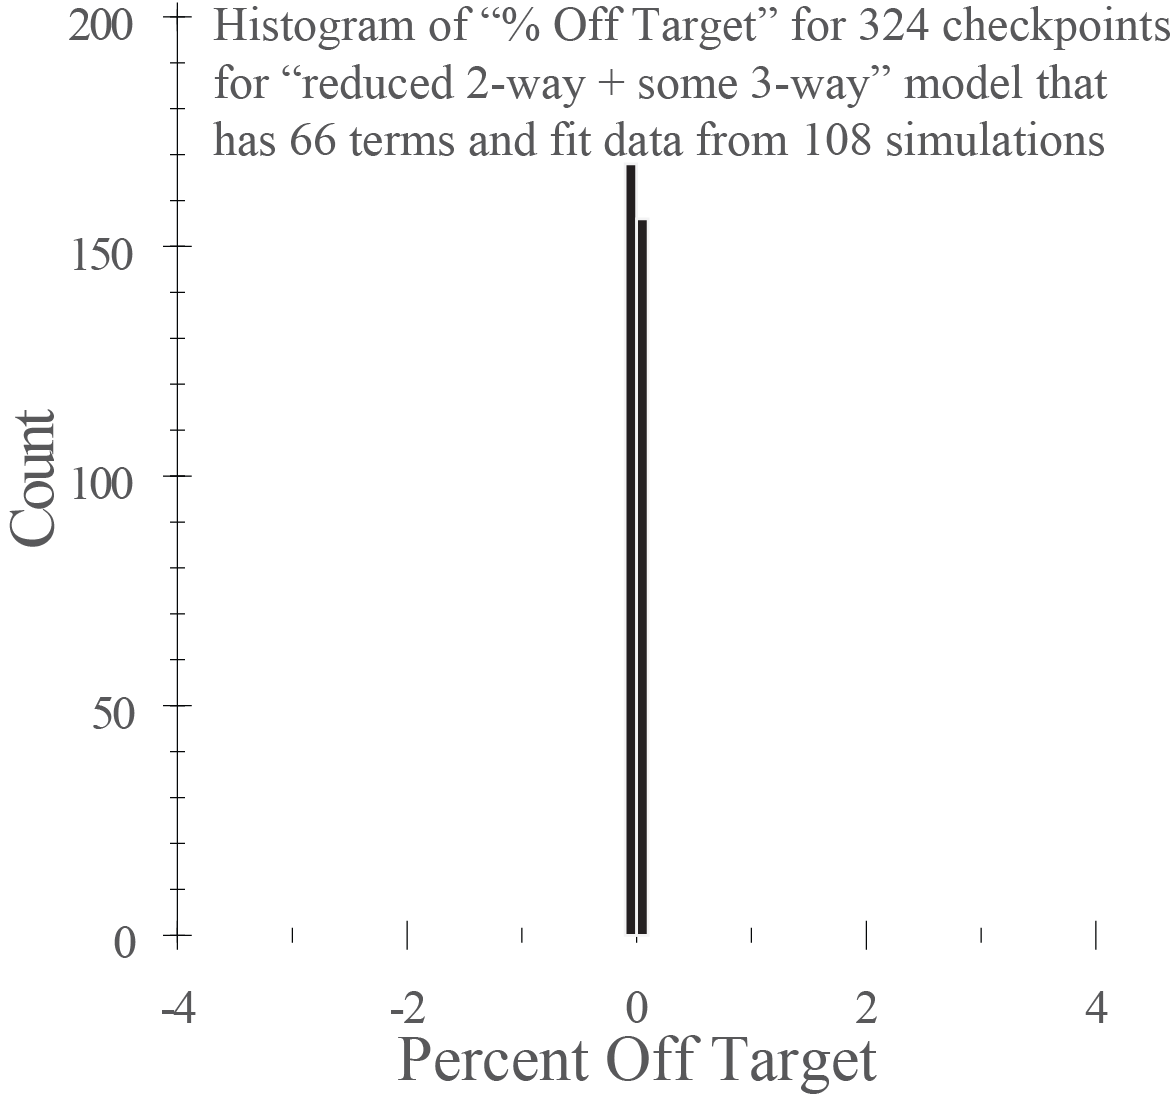 200
Histogram of “% Off Target” for 324 checkpoints
for “reduced 2-way + some 3-way” model that
has 66 terms and fit data from 108 simulations
150
100
50
0
Count
-4 -2 0 2 4
Percent Off Target